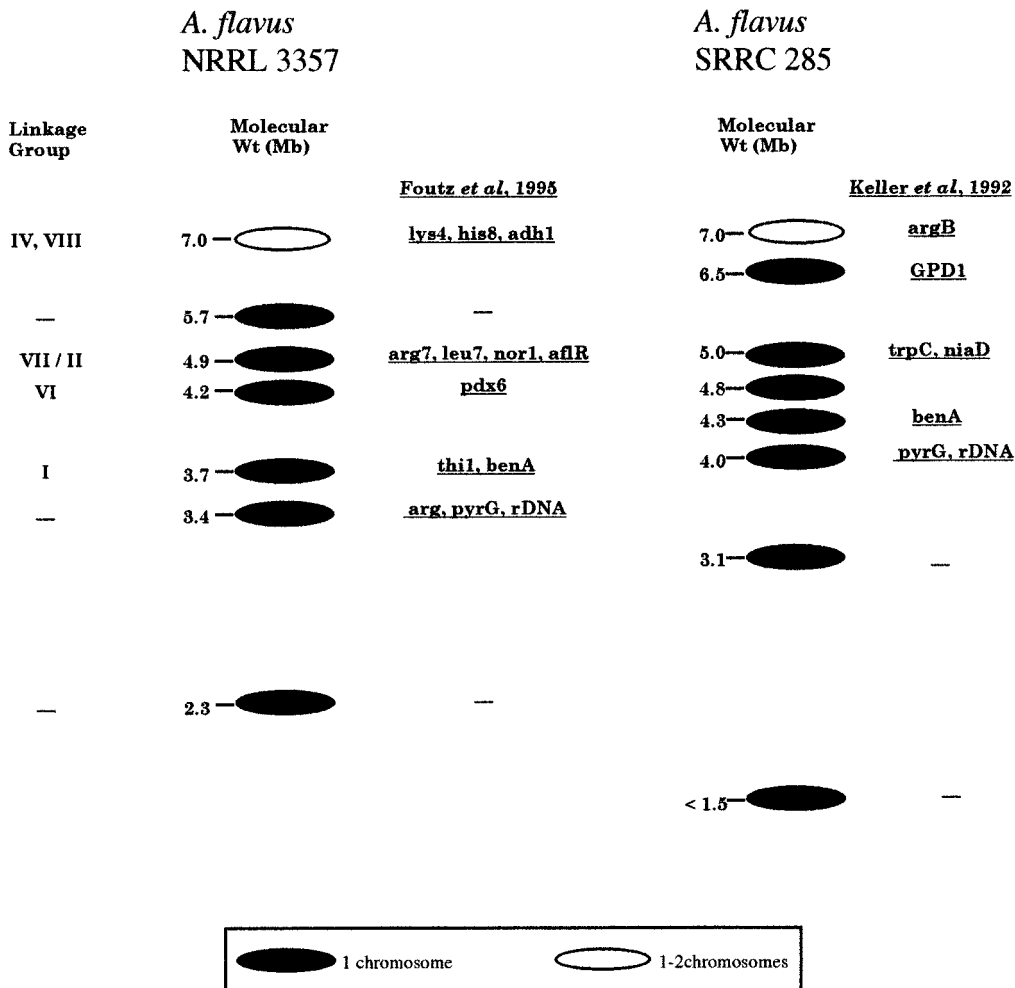 A. flavus
NRRL 3357
A. flavus
SRRC 285
Linkage
Group
Molecular
Wt (Mb)
Molecular
Wt (Mb)
Foutz et al, 1995
Keller et al, 1992
IV, VIII
7.0
lys4, his8, adh1
7.0
argB
6.5
GPD1
—
5.7
—
VII / II
4.9
arg7, leu7, nor1, aflR
5.0
trpC, niaD
VI
4.2
pdx6
4.8
4.3
benA
4.0
pyrG, rDNA
I
3.7
thi1, benA
—
3.4
arg, pyrG, rDNA
3.1
—
—
2.3
—
< 1.5
—
1 chromosome
1-2chromosomes